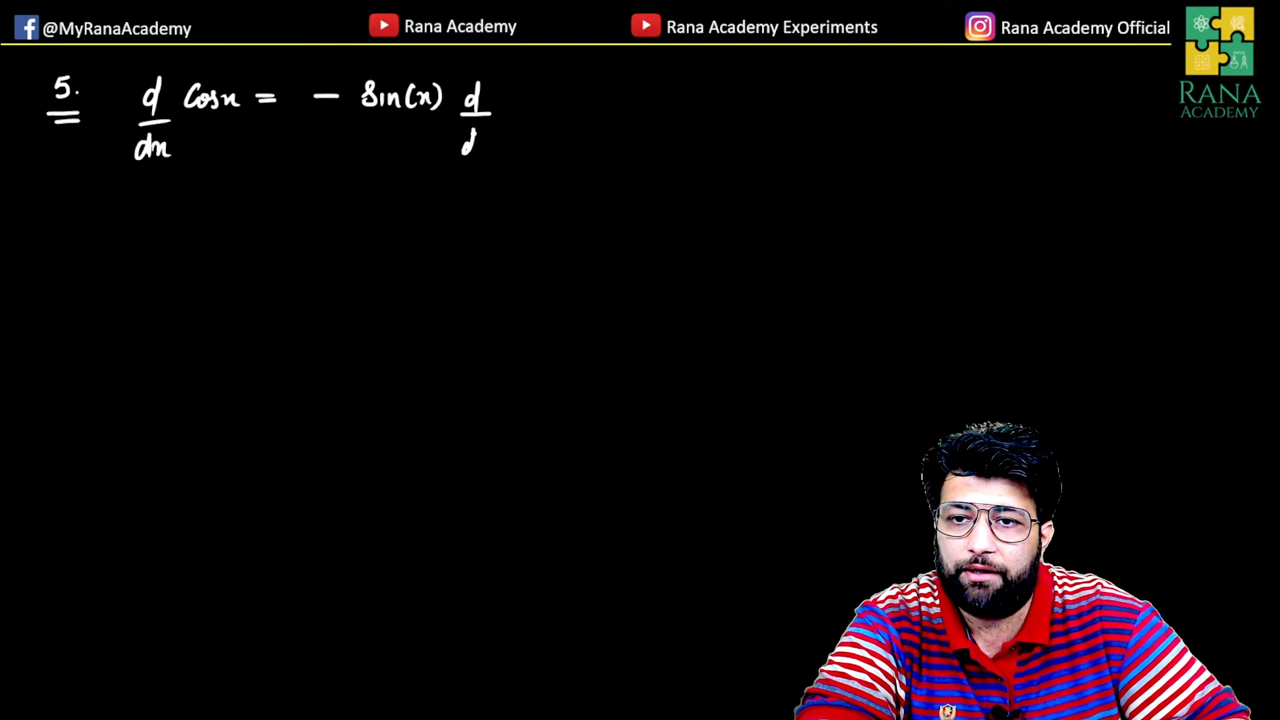 @MyRanaAcademy
Rana Academy
Rana Academy Experiments
Rana Academy Official
RANA
ACADEMY
5. d/dx Cosx = - Sin(x) d/d